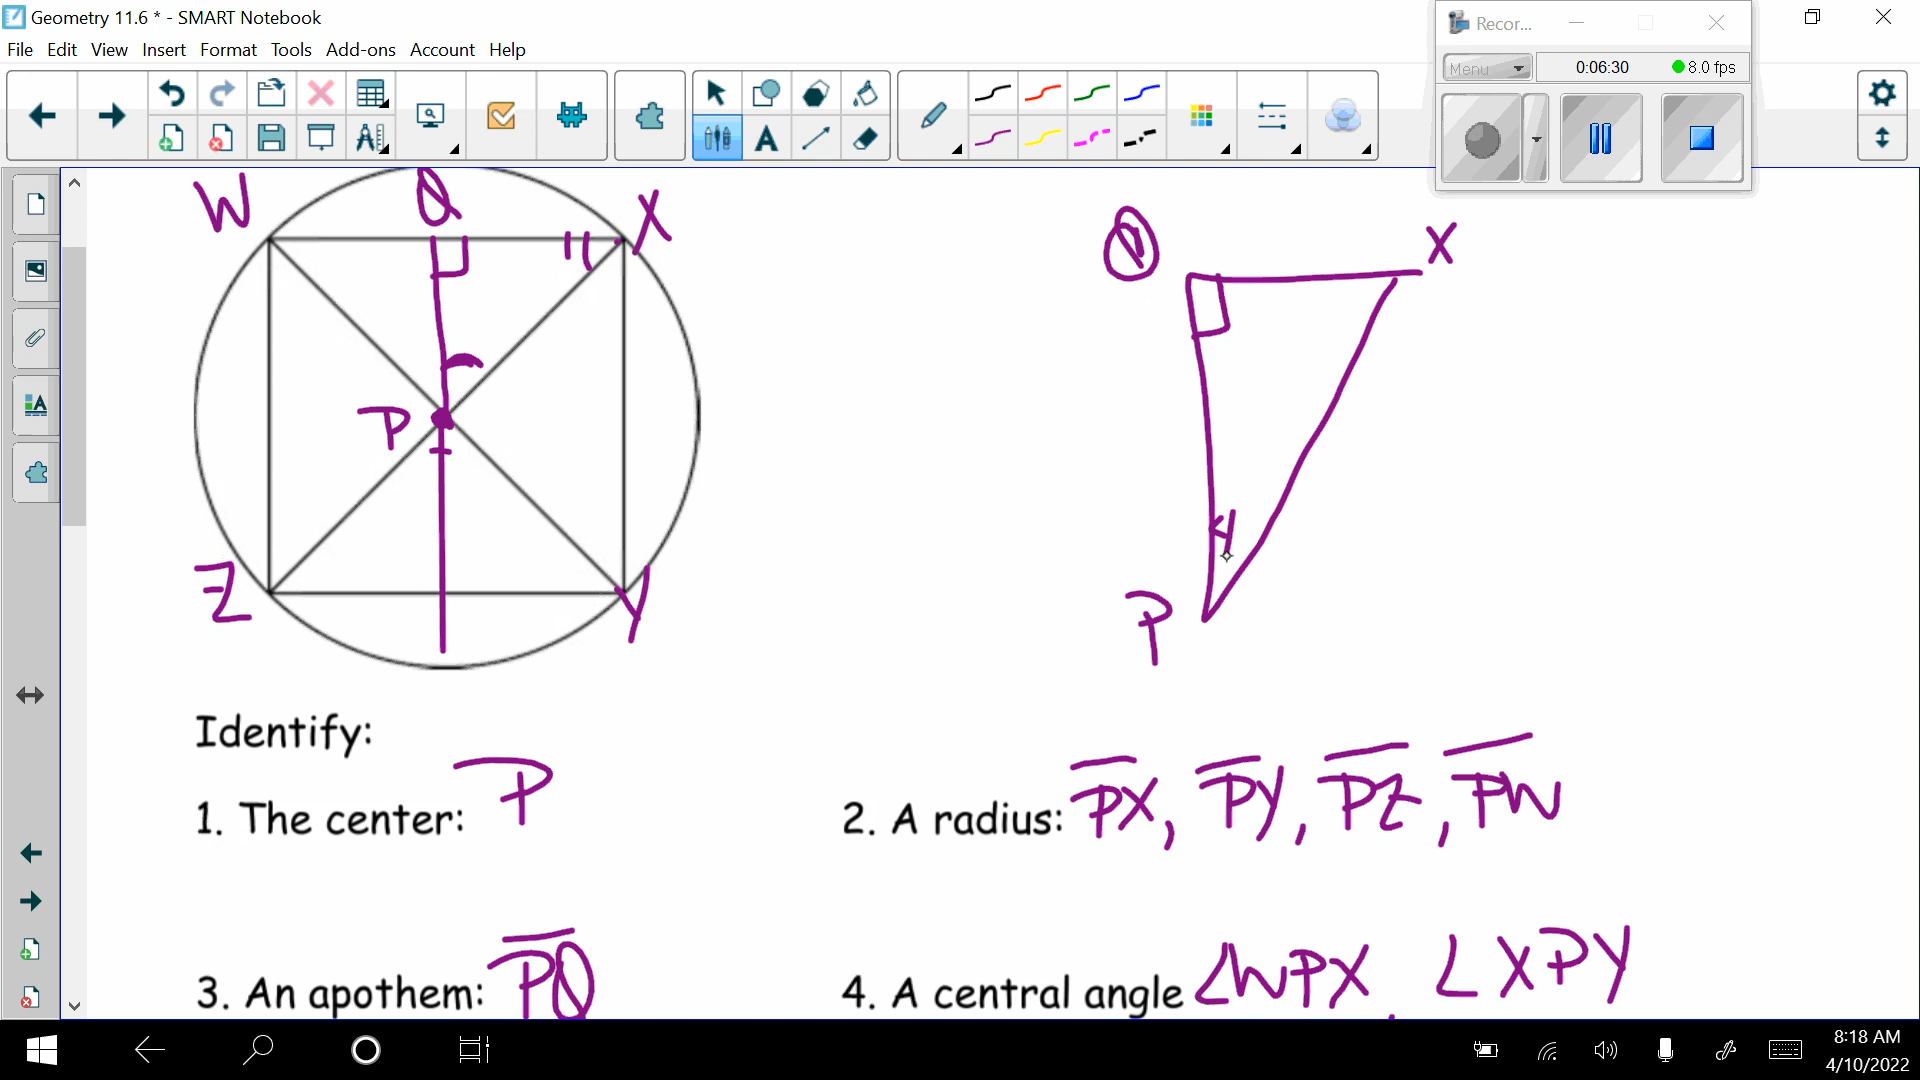 Geometry 11.6 * - SMART Notebook
Recor...
File Edit View Insert Format Tools Add-ons Account Help
Menu
0:06:30
8.0 fps
W Q X
Q X
P
4
Z Y
P
Identify:
1. The center: P
2. A radius: PX, PY, PZ, PW
3. An apothem: PQ
4. A central angle ∠WPX, ∠XPY
8:18 AM
4/10/2022